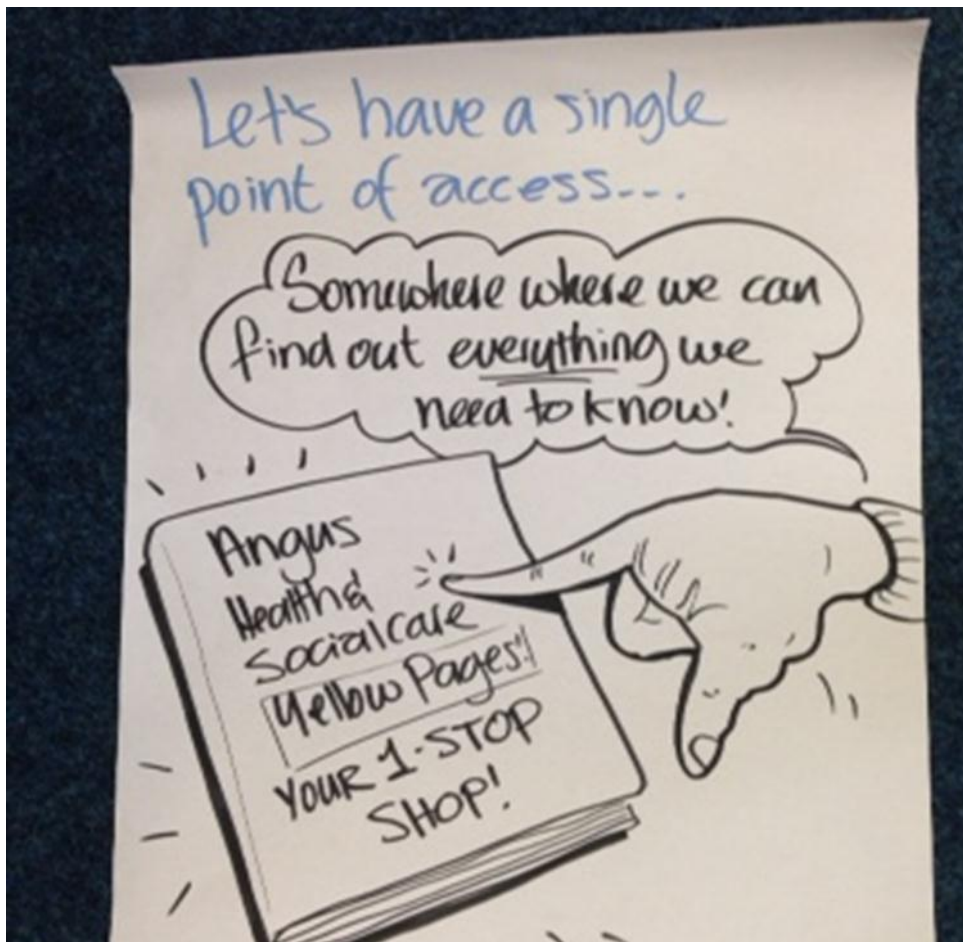 Let's have a single
point of access...
Somewhere where we can
find out everything we
need to know!
Angus
Health &
Social care
Yellow Pages!
YOUR 1-STOP
SHOP!